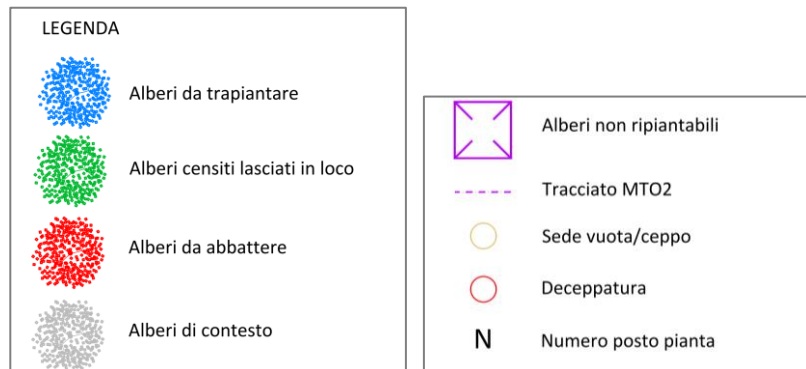 LEGENDA
Alberi da trapiantare
Alberi censiti lasciati in loco
Alberi da abbattere
Alberi di contesto
Alberi non ripiantabili
Tracciato MTO2
Sede vuota/ceppo
Deceppatura
N Numero posto pianta